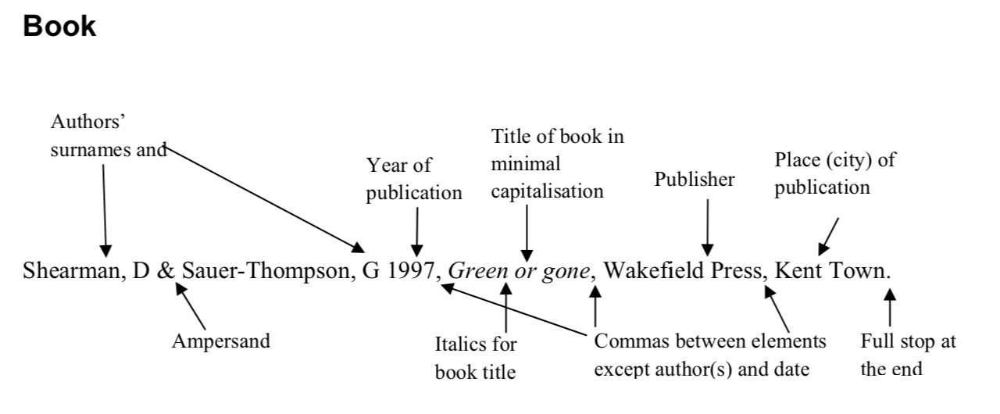 Book
Authors’
surnames and
Year of
publication
Title of book in
minimal
capitalisation
Publisher
Place (city) of
publication
Shearman, D & Sauer-Thompson, G 1997, Green or gone, Wakefield Press, Kent Town.
Ampersand
Italics for
book title
Commas between elements
except author(s) and date
Full stop at
the end